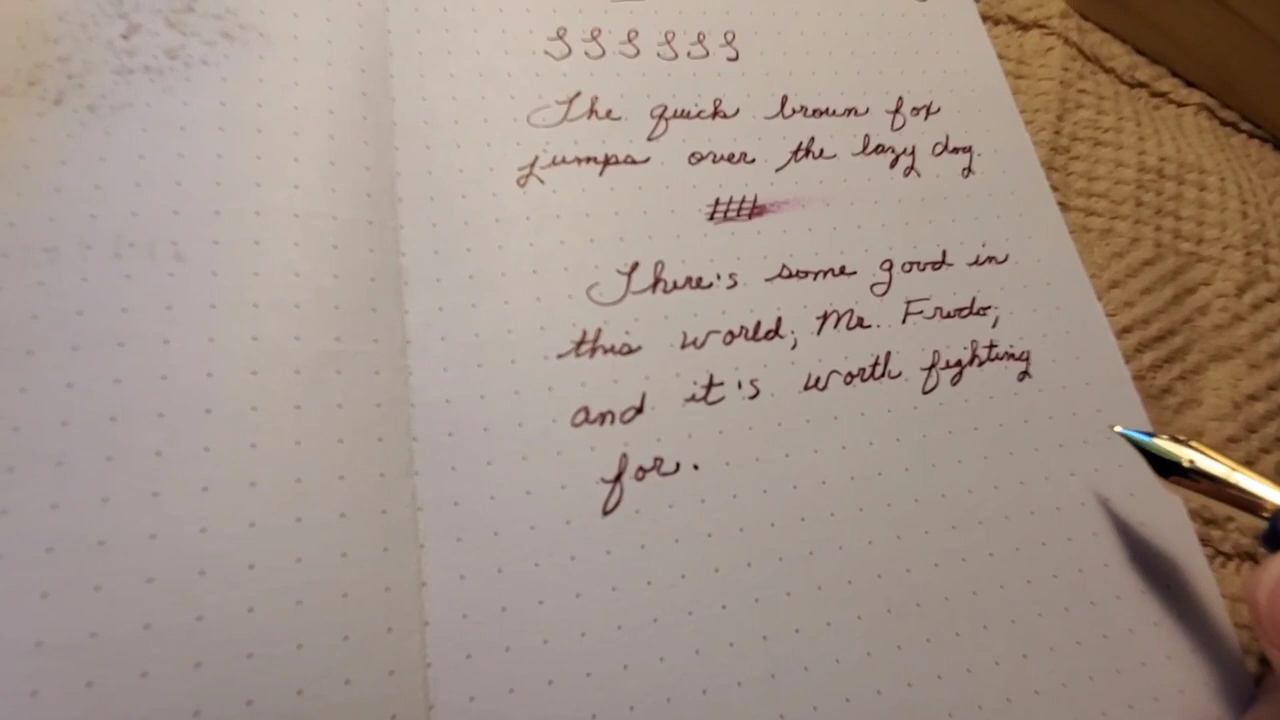 S S S S S S
The quick brown fox
jumps over the lazy dog.
There's some good in
this world, Mr. Frodo,
and it's worth fighting
for.